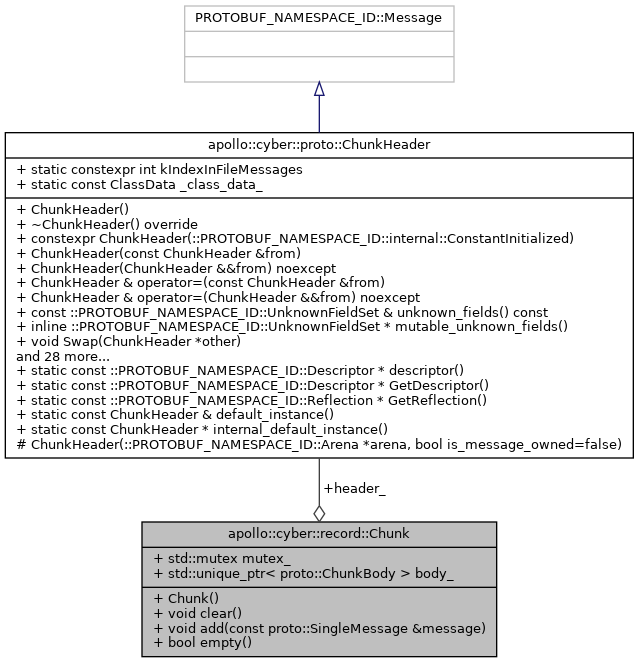 PROTOBUF_NAMESPACE_ID::Message
apollo::cyber::proto::ChunkHeader
+ static constexpr int kIndexInFileMessages
+ static const ClassData _class_data_
+ ChunkHeader()
+ ~ChunkHeader() override
+ constexpr ChunkHeader(::PROTOBUF_NAMESPACE_ID::internal::ConstantInitialized)
+ ChunkHeader(const ChunkHeader &from)
+ ChunkHeader(ChunkHeader &&from) noexcept
+ ChunkHeader & operator=(const ChunkHeader &from)
+ ChunkHeader & operator=(ChunkHeader &&from) noexcept
+ const ::PROTOBUF_NAMESPACE_ID::UnknownFieldSet & unknown_fields() const
+ inline ::PROTOBUF_NAMESPACE_ID::UnknownFieldSet * mutable_unknown_fields()
+ void Swap(ChunkHeader *other)
and 28 more...
+ static const ::PROTOBUF_NAMESPACE_ID::Descriptor * descriptor()
+ static const ::PROTOBUF_NAMESPACE_ID::Descriptor * GetDescriptor()
+ static const ::PROTOBUF_NAMESPACE_ID::Reflection * GetReflection()
+ static const ChunkHeader & default_instance()
+ static const ChunkHeader * internal_default_instance()
# ChunkHeader(::PROTOBUF_NAMESPACE_ID::Arena *arena, bool is_message_owned=false)
+header_
apollo::cyber::record::Chunk
+ std::mutex mutex_
+ std::unique_ptr< proto::ChunkBody > body_
+ Chunk()
+ void clear()
+ void add(const proto::SingleMessage &message)
+ bool empty()